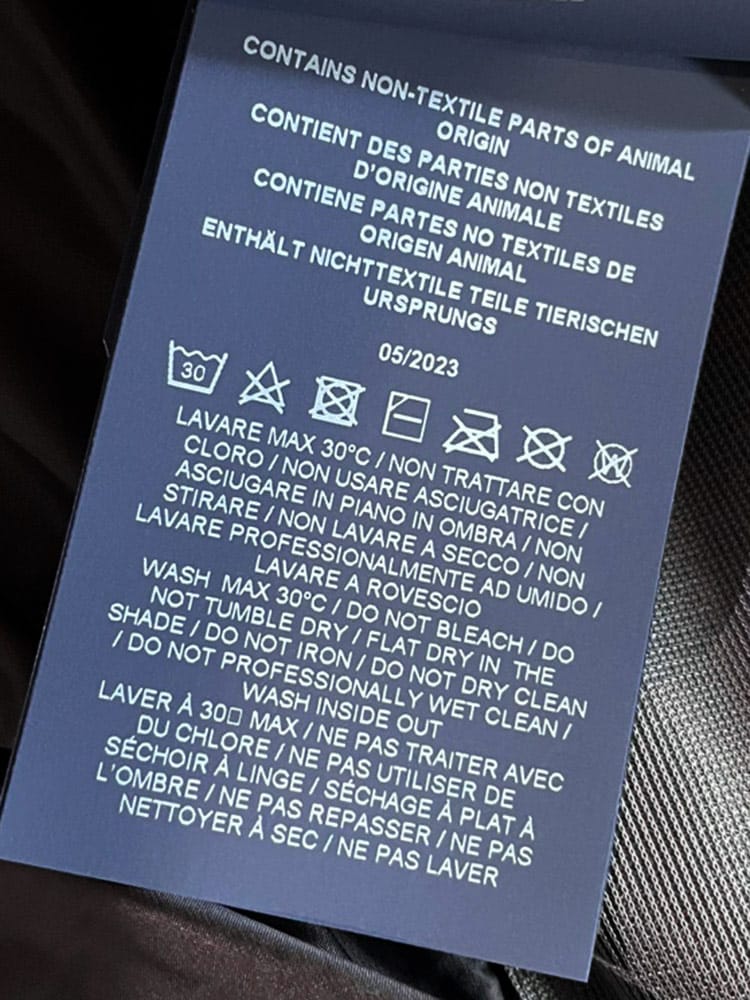 CONTAINS NON-TEXTILE PARTS OF ANIMAL
ORIGIN
CONTIENT DES PARTIES NON TEXTILES
D'ORIGINE ANIMALE
CONTIENE PARTES NO TEXTILES DE
ORIGEN ANIMAL
ENTHÄLT NICHTTEXTILE TEILE TIERISCHEN
URSPRUNGS
05/2023
30
W
LAVARE MAX 30°C / NON TRATTARE CON
CLORO / NON USARE ASCIUGATRICE /
ASCIUGARE IN PIANO IN OMBRA / NON
STIRARE / NON LAVARE A SECCO / NON
LAVARE PROFESSIONALMENTE AD UMIDO /
LAVARE A ROVESCIO
WASH MAX 30°C / DO NOT BLEACH / DO
NOT TUMBLE DRY / FLAT DRY IN THE
SHADE / DO NOT IRON / DO NOT DRY CLEAN
/ DO NOT PROFESSIONALLY WET CLEAN /
WASH INSIDE OUT
LAVER À 30□ MAX / NE PAS TRAITER AVEC
DU CHLORE / NE PAS UTILISER DE
SÉCHOIR À LINGE / SÉCHAGE À PLAT À
L'OMBRE / NE PAS REPASSER / NE PAS
NETTOYER À SEC / NE PAS LAVER